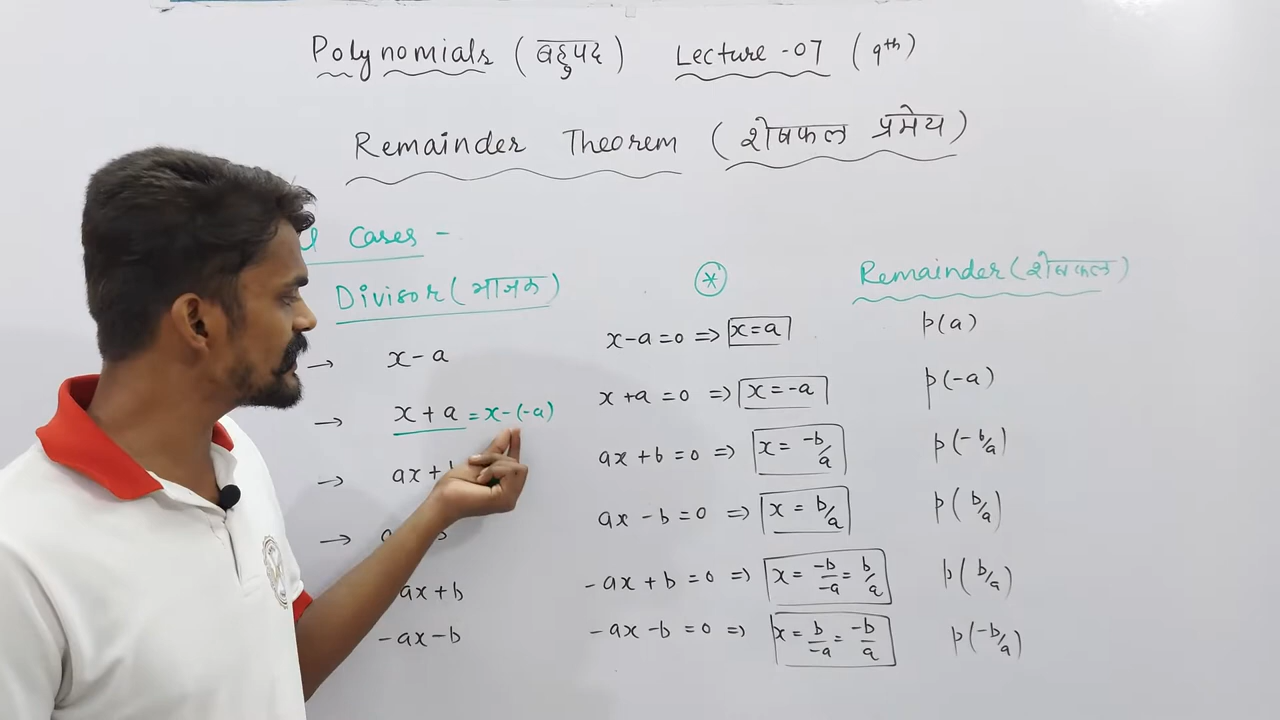 Polynomials (बहुपद) Lecture -07 (9th)
Remainder Theorem (शेषफल प्रमेय)
Cases -
Divisor (भाजक) * Remainder (शेषफल)
→ x - a x-a=0 => x=a p(a)
→ x + a = x-(-a) x+a=0 => x=-a p(-a)
→ ax+ ax+b=0 => x=-b/a p(-b/a)
→ ax-b=0 => x=b/a p(b/a)
ax+b -ax+b=0 => x=-b/-a=b/a p(b/a)
-ax-b -ax-b=0 => x=b/-a=-b/a p(-b/a)